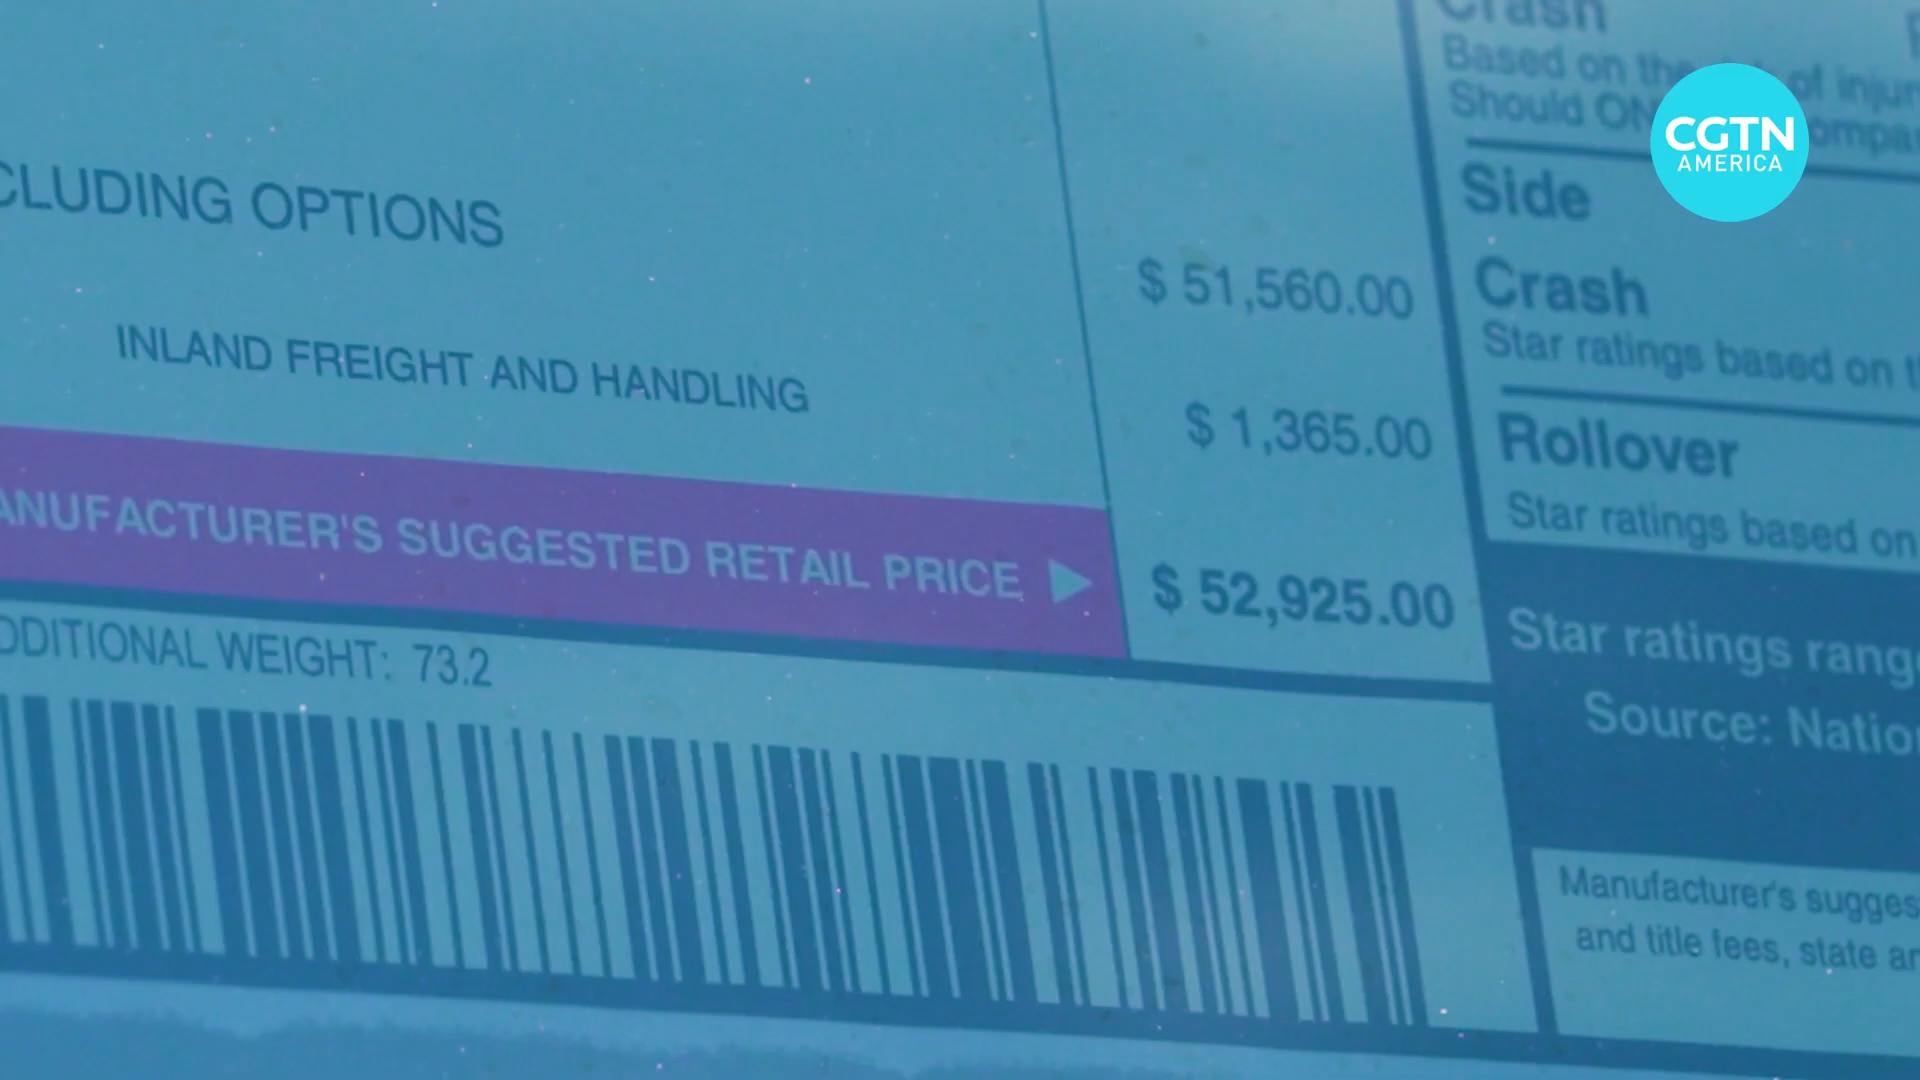 CLUDING OPTIONS
$ 51,560.00
INLAND FREIGHT AND HANDLING
$ 1,365.00
ANUFACTURER'S SUGGESTED RETAIL PRICE
$ 52,925.00
DDITIONAL WEIGHT: 73.2
Crash
Based on the of injur
Should ON ompa
Side
Crash
Star ratings based on t
Rollover
Star ratings based on
Star ratings rang
Source: Natio
Manufacturer's sugges
and title fees, state ar
CGTN
AMERICA